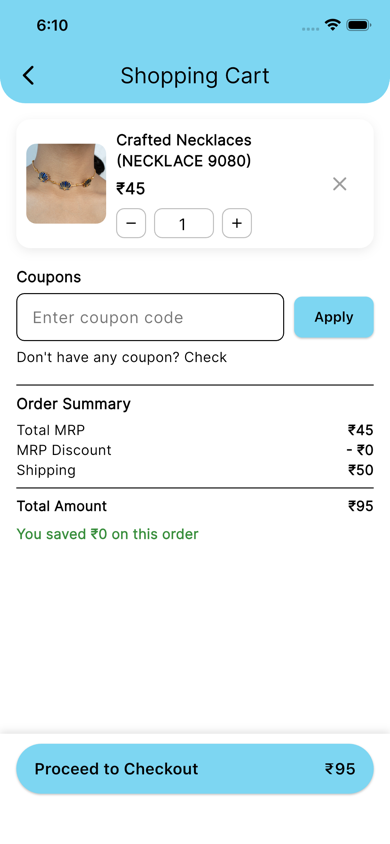 6:10
Shopping Cart
Crafted Necklaces
(NECKLACE 9080)
₹45
− 1 +
Coupons
Enter coupon code
Apply
Don't have any coupon? Check
Order Summary
Total MRP ₹45
MRP Discount - ₹0
Shipping ₹50
Total Amount ₹95
You saved ₹0 on this order
Proceed to Checkout ₹95